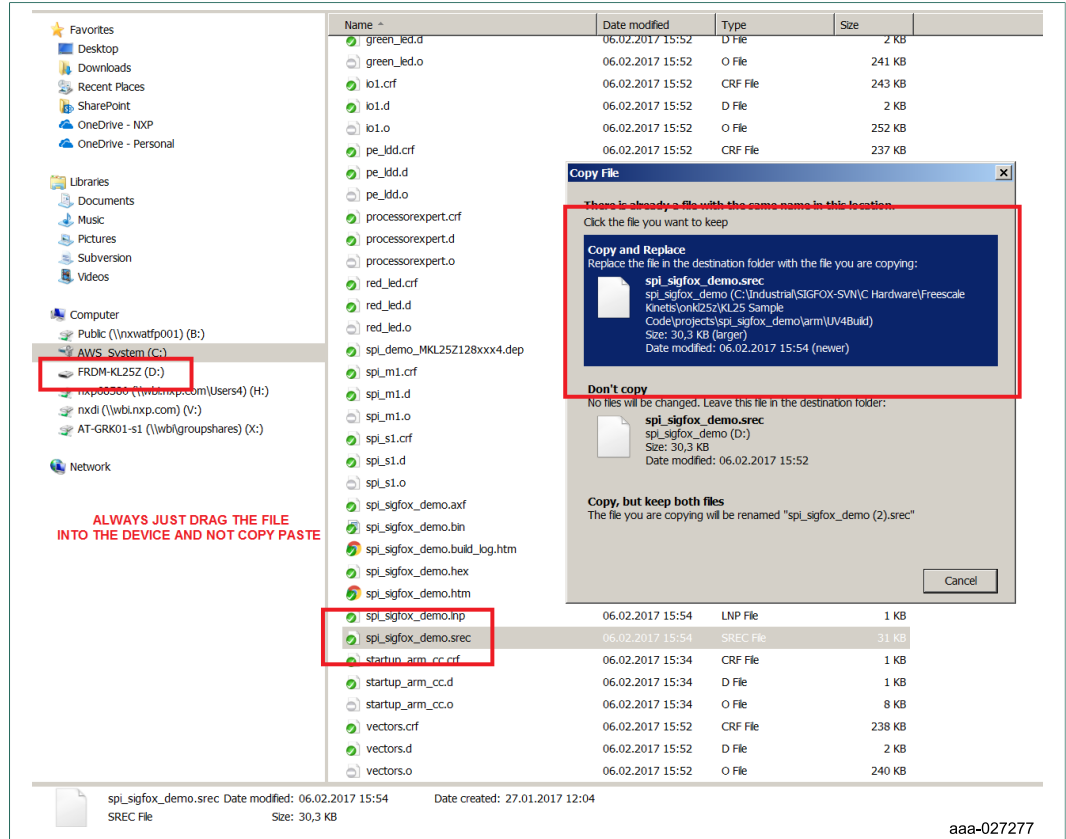 Favorites
Desktop
Downloads
Recent Places
SharePoint
OneDrive - NXP
OneDrive - Personal
Libraries
Documents
Music
Pictures
Subversion
Videos
Computer
Public (\\nxwatfp001) (B:)
AWS_System (C:)
FRDM-KL25Z (D:)
(\\wbi.nxp.com\Users4) (H:)
nxdi (\\wbi.nxp.com) (V:)
AT-GRK01-s1 (\\wbi\groupshares) (X:)
Network
ALWAYS JUST DRAG THE FILE
INTO THE DEVICE AND NOT COPY PASTE
Name Date modified Type Size
green_led.d 06.02.2017 15:52 D File 2 KB
green_led.o 06.02.2017 15:52 O File 241 KB
io1.crf 06.02.2017 15:52 CRF File 243 KB
io1.d 06.02.2017 15:52 D File 2 KB
io1.o 06.02.2017 15:52 O File 252 KB
pe_ldd.crf 06.02.2017 15:52 CRF File 237 KB
pe_ldd.d
pe_ldd.o
processorexpert.crf
processorexpert.d
processorexpert.o
red_led.crf
red_led.d
red_led.o
spi_demo_MKL25Z128xxx4.dep
spi_m1.crf
spi_m1.d
spi_m1.o
spi_s1.crf
spi_s1.d
spi_s1.o
spi_sigfox_demo.axf
spi_sigfox_demo.bin
spi_sigfox_demo.build_log.htm
spi_sigfox_demo.hex
spi_sigfox_demo.htm
spi_sigfox_demo.lnp 06.02.2017 15:54 LNP File 1 KB
spi_sigfox_demo.srec 06.02.2017 15:54 SREC File 31 KB
startup_arm_cc.crf 06.02.2017 15:34 CRF File 1 KB
startup_arm_cc.d 06.02.2017 15:34 D File 1 KB
startup_arm_cc.o 06.02.2017 15:34 O File 8 KB
vectors.crf 06.02.2017 15:52 CRF File 238 KB
vectors.d 06.02.2017 15:52 D File 2 KB
vectors.o 06.02.2017 15:52 O File 240 KB
Copy File
There is already a file with the same name in this location.
Click the file you want to keep
Copy and Replace
Replace the file in the destination folder with the file you are copying:
spi_sigfox_demo.srec
spi_sigfox_demo (C:\Industrial\SIGFOX-SVN\C Hardware\Freescale
Kinetis\onkl25z\KL25 Sample
Code\projects\spi_sigfox_demo\arm\UV4Build)
Size: 30,3 KB (larger)
Date modified: 06.02.2017 15:54 (newer)
Don't copy
No files will be changed. Leave this file in the destination folder:
spi_sigfox_demo.srec
spi_sigfox_demo (D:)
Size: 30,3 KB
Date modified: 06.02.2017 15:52
Copy, but keep both files
The file you are copying will be renamed "spi_sigfox_demo (2).srec"
Cancel
spi_sigfox_demo.srec Date modified: 06.02.2017 15:54 Date created: 27.01.2017 12:04
SREC File Size: 30,3 KB
aaa-027277